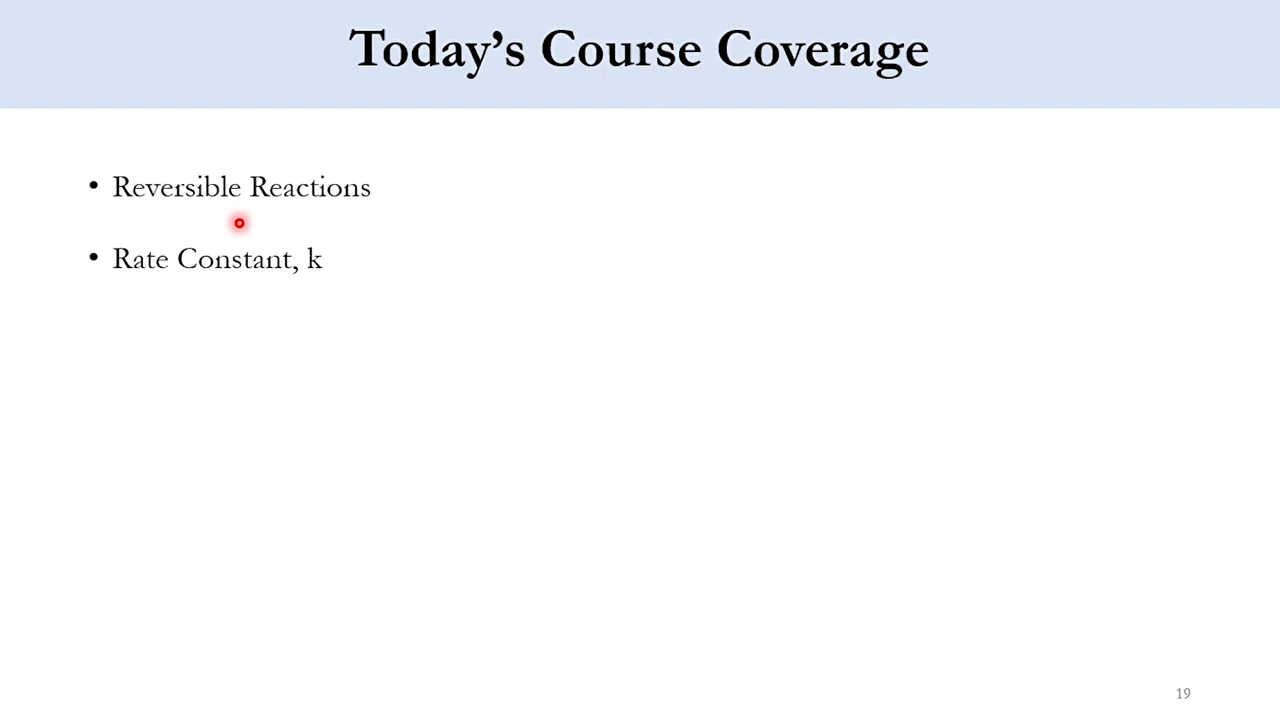 Today’s Course Coverage
• Reversible Reactions
• Rate Constant, k
19